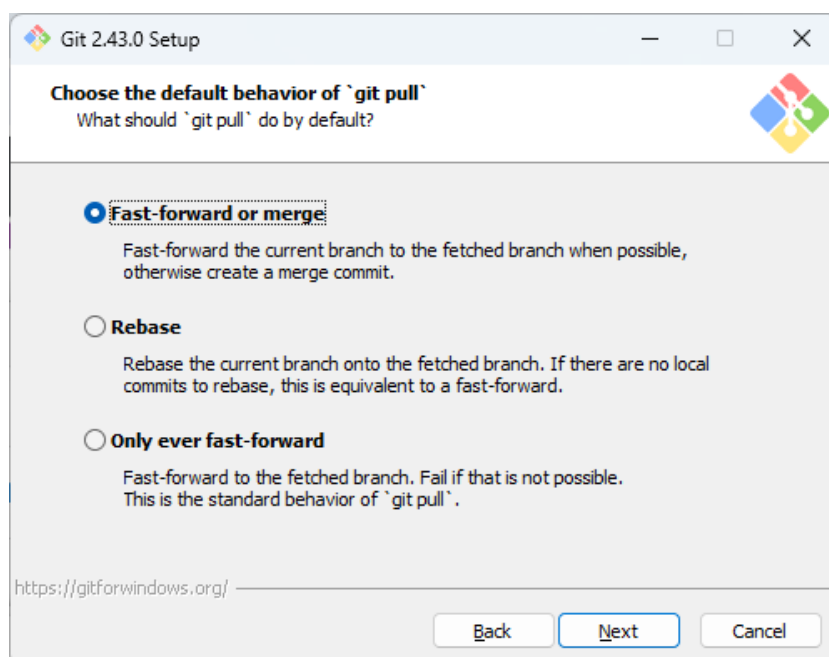 Git 2.43.0 Setup
Choose the default behavior of `git pull`
What should `git pull` do by default?
Fast-forward or merge
Fast-forward the current branch to the fetched branch when possible,
otherwise create a merge commit.
Rebase
Rebase the current branch onto the fetched branch. If there are no local
commits to rebase, this is equivalent to a fast-forward.
Only ever fast-forward
Fast-forward to the fetched branch. Fail if that is not possible.
This is the standard behavior of `git pull`.
https://gitforwindows.org/
Back Next Cancel